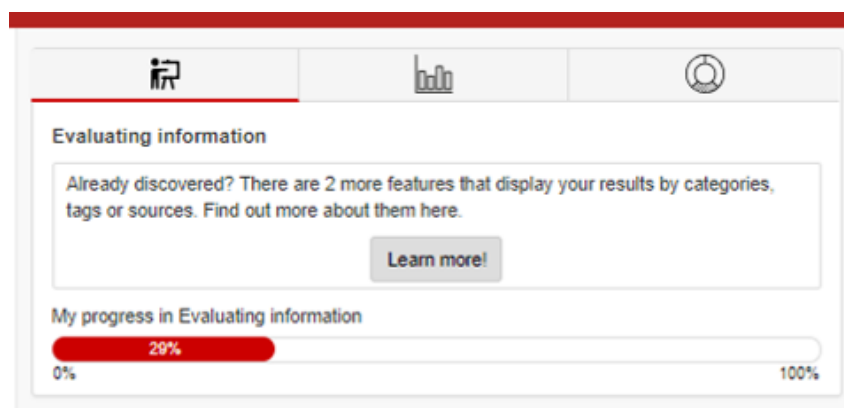 Evaluating information
Already discovered? There are 2 more features that display your results by categories,
tags or sources. Find out more about them here.
Learn more!
My progress in Evaluating information
29%
0% 100%